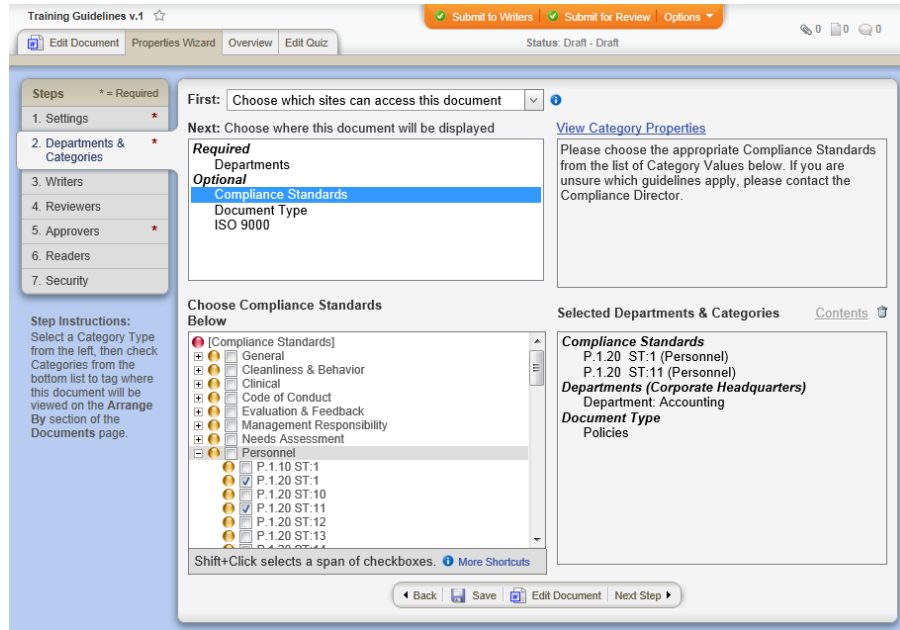 Training Guidelines v.1
Submit to Writers Submit for Review Options
0 0 0
Edit Document Properties Wizard Overview Edit Quiz
Status: Draft - Draft
Steps * = Required
1. Settings *
2. Departments & *
Categories
3. Writers
4. Reviewers
5. Approvers *
6. Readers
7. Security
Step Instructions:
Select a Category Type
from the left, then check
Categories from the
bottom list to tag where
this document will be
viewed on the Arrange
By section of the
Documents page.
First: Choose which sites can access this document
Next: Choose where this document will be displayed
Required
Departments
Optional
Compliance Standards
Document Type
ISO 9000
View Category Properties
Please choose the appropriate Compliance Standards
from the list of Category Values below. If you are
unsure which guidelines apply, please contact the
Compliance Director.
Choose Compliance Standards
Below
[Compliance Standards]
General
Cleanliness & Behavior
Clinical
Code of Conduct
Evaluation & Feedback
Management Responsibility
Needs Assessment
Personnel
P.1.10 ST:1
P.1.20 ST:1
P.1.20 ST:10
P.1.20 ST:11
P.1.20 ST:12
P.1.20 ST:13
Shift+Click selects a span of checkboxes. More Shortcuts
Selected Departments & Categories Contents
Compliance Standards
P.1.20 ST:1 (Personnel)
P.1.20 ST:11 (Personnel)
Departments (Corporate Headquarters)
Department: Accounting
Document Type
Policies
Back Save Edit Document Next Step